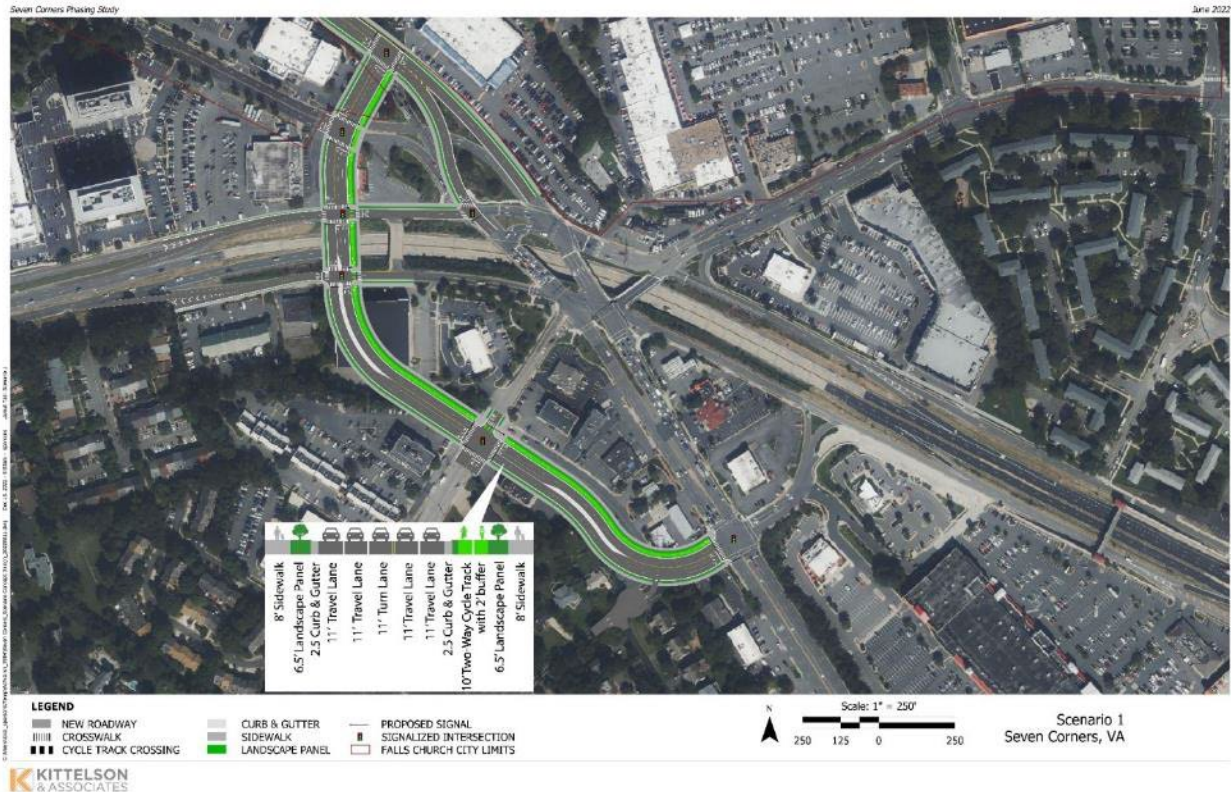 Seven Corners Phasing Study
June 2022
8' Sidewalk
6.5' Landscape Panel
2.5 Curb & Gutter
11' Travel Lane
11' Travel Lane
11' Turn Lane
11' Travel Lane
11' Travel Lane
2.5 Curb & Gutter
10' Two-Way Cycle Track
with 2' buffer
6.5' Landscape Panel
8' Sidewalk
LEGEND
NEW ROADWAY
CROSSWALK
CYCLE TRACK CROSSING
CURB & GUTTER
SIDEWALK
LANDSCAPE PANEL
PROPOSED SIGNAL
SIGNALIZED INTERSECTION
FALLS CHURCH CITY LIMITS
N
Scale: 1" = 250'
250 125 0 250
Scenario 1
Seven Corners, VA
KITTELSON
& ASSOCIATES